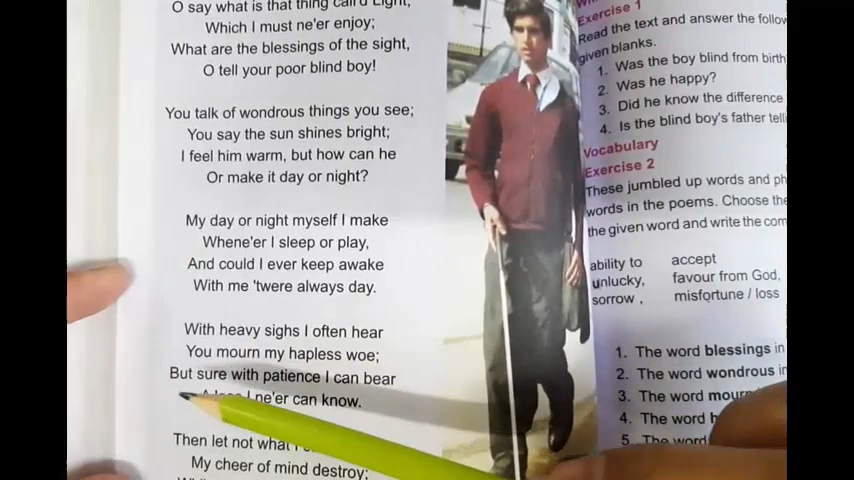 O say what is that thing call'd Light,
Which I must ne'er enjoy;
What are the blessings of the sight,
O tell your poor blind boy!
You talk of wondrous things you see;
You say the sun shines bright;
I feel him warm, but how can he
Or make it day or night?
My day or night myself I make
Whene'er I sleep or play,
And could I ever keep awake
With me 'twere always day.
With heavy sighs I often hear
You mourn my hapless woe;
But sure with patience I can bear
A loss I ne'er can know.
Then let not what I
My cheer of mind destroy;
Exercise 1
Read the text and answer the follow
given blanks.
1. Was the boy blind from birth
2. Was he happy?
3. Did he know the difference
4. Is the blind boy's father telli
Vocabulary
Exercise 2
These jumbled up words and ph
words in the poems. Choose the
the given word and write the com
ability to accept
unlucky, favour from God,
sorrow , misfortune / loss
1. The word blessings in
2. The word wondrous in
3. The word mour
4. The word h
5. The word